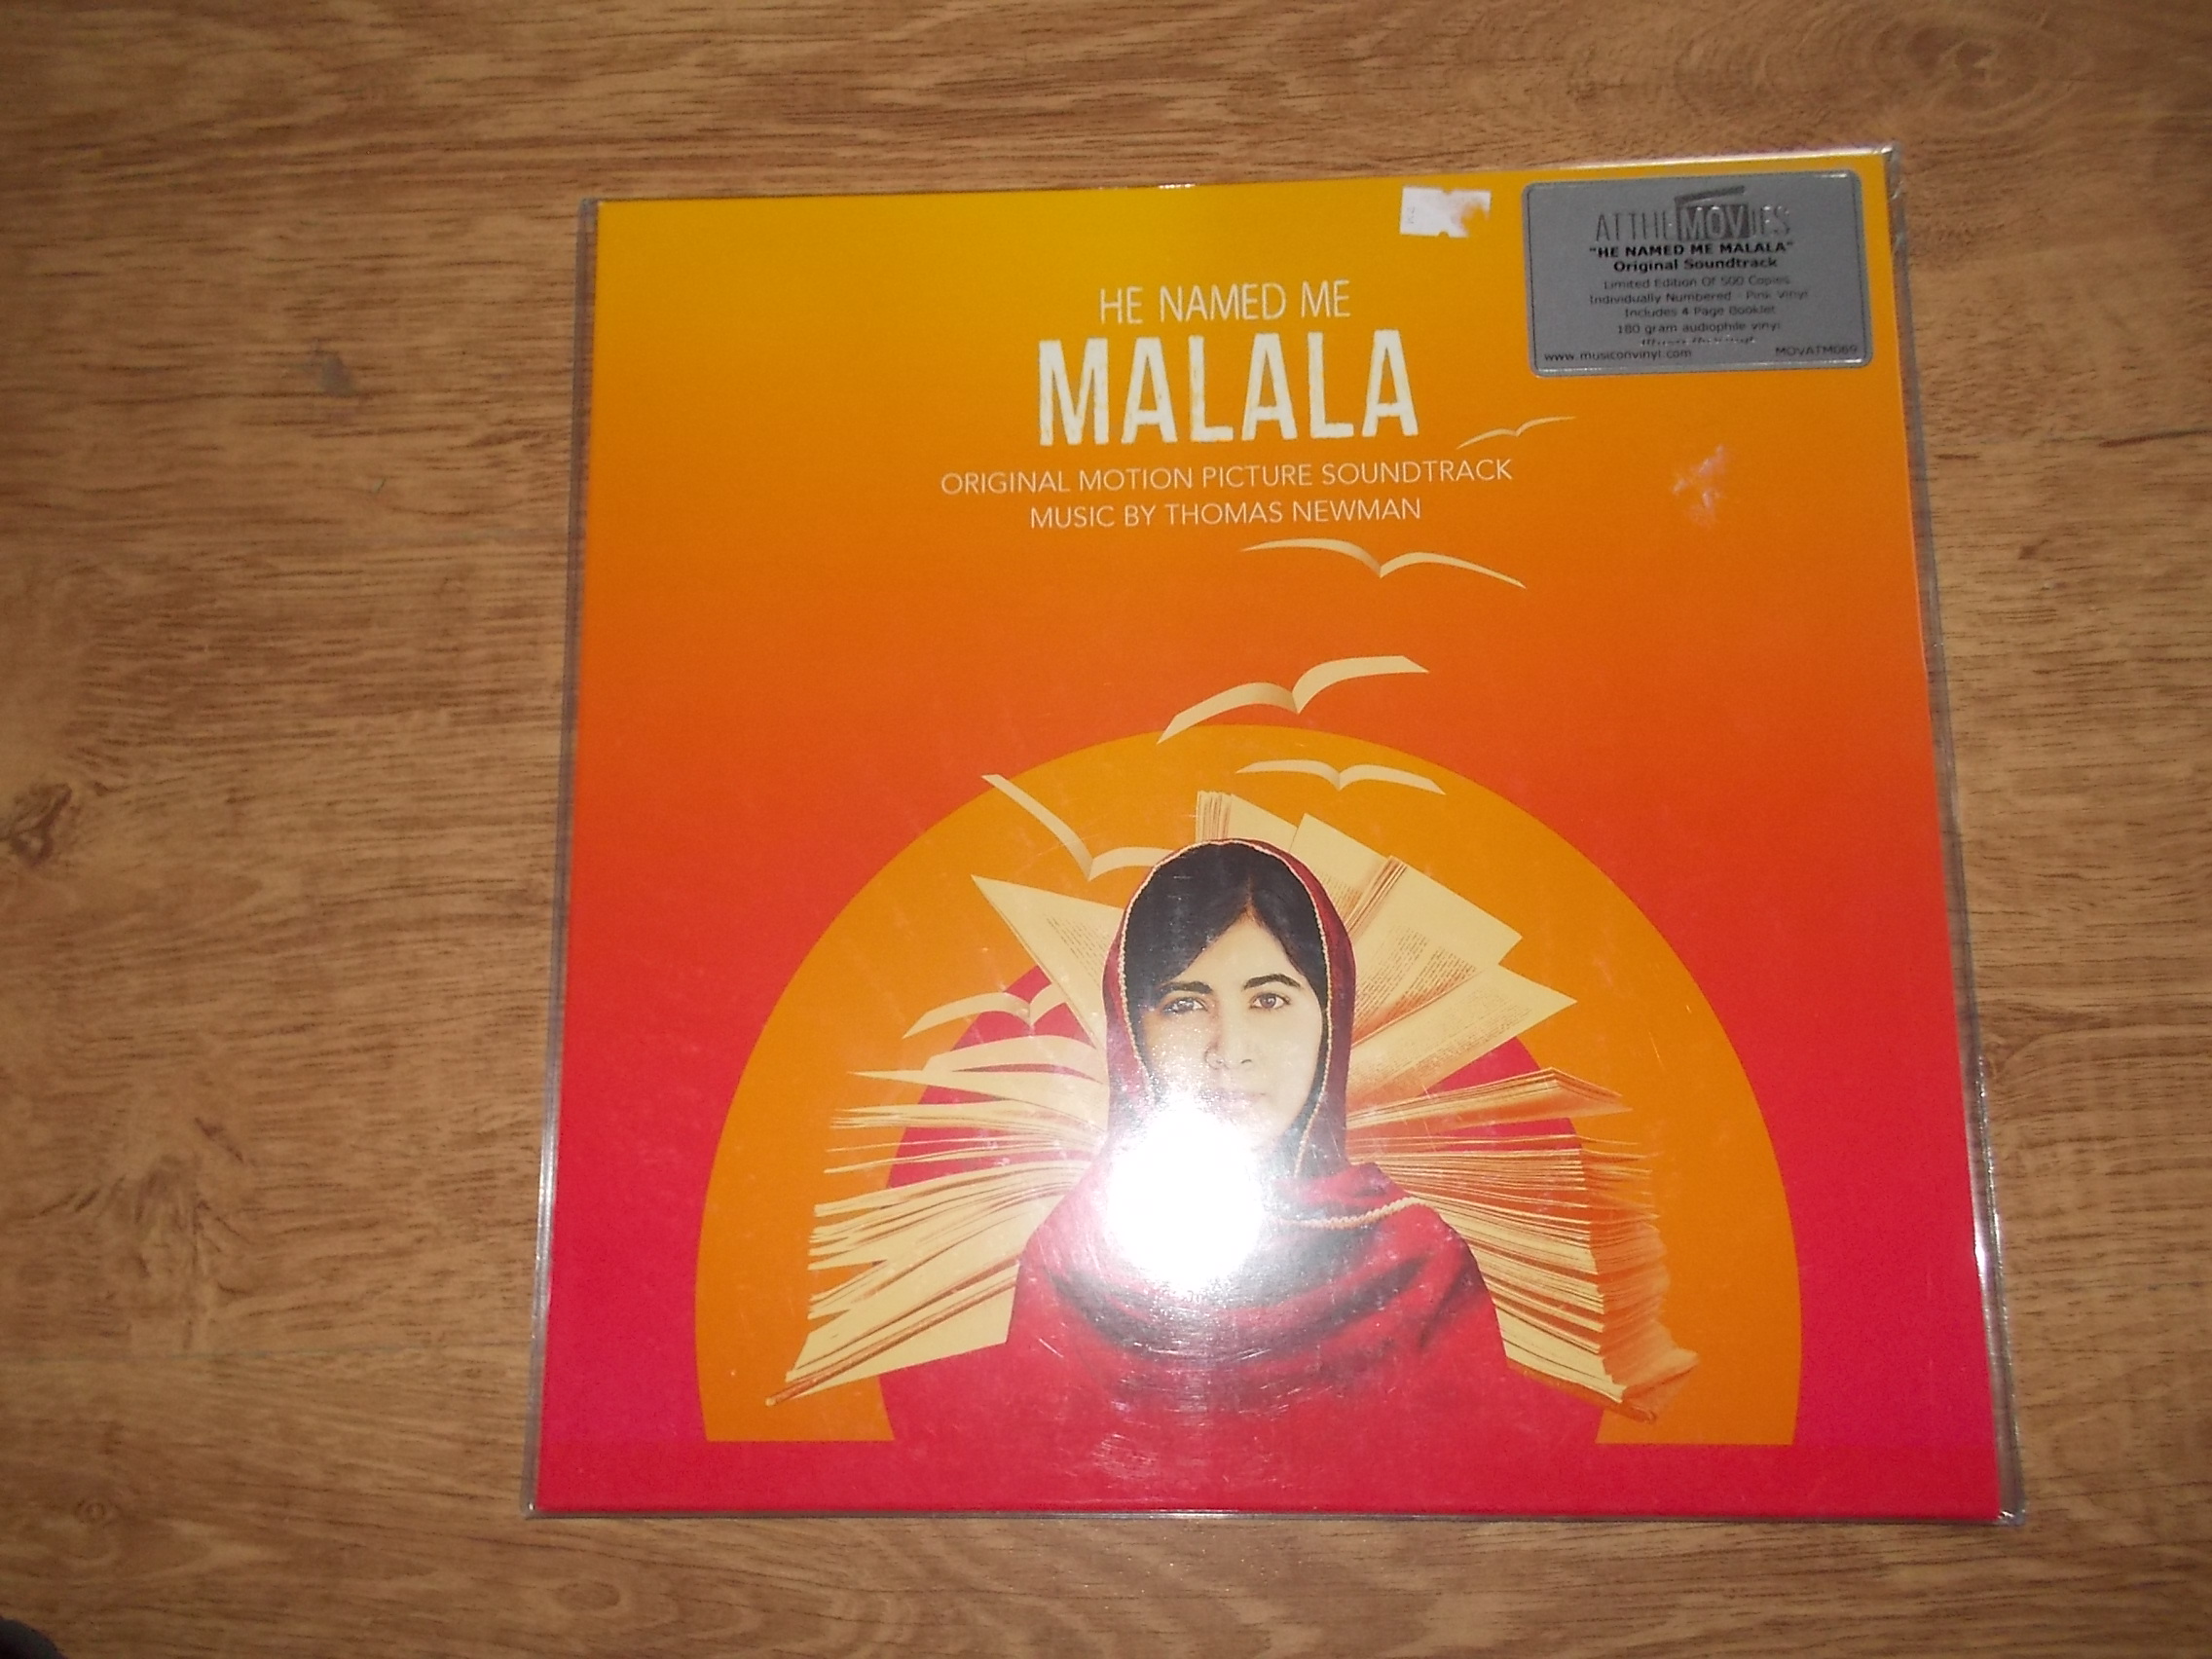 HE NAMED ME
MALALA
ORIGINAL MOTION PICTURE SOUNDTRACK
MUSIC BY THOMAS NEWMAN
AT THE MOVIES
"HE NAMED ME MALALA"
Original Soundtrack
Limited Edition Of 500 Copies
Individually Numbered - Pink Vinyl
Includes 4 Page Booklet
180 gram audiophile vinyl
www.musiconvinyl.com MOVATM069